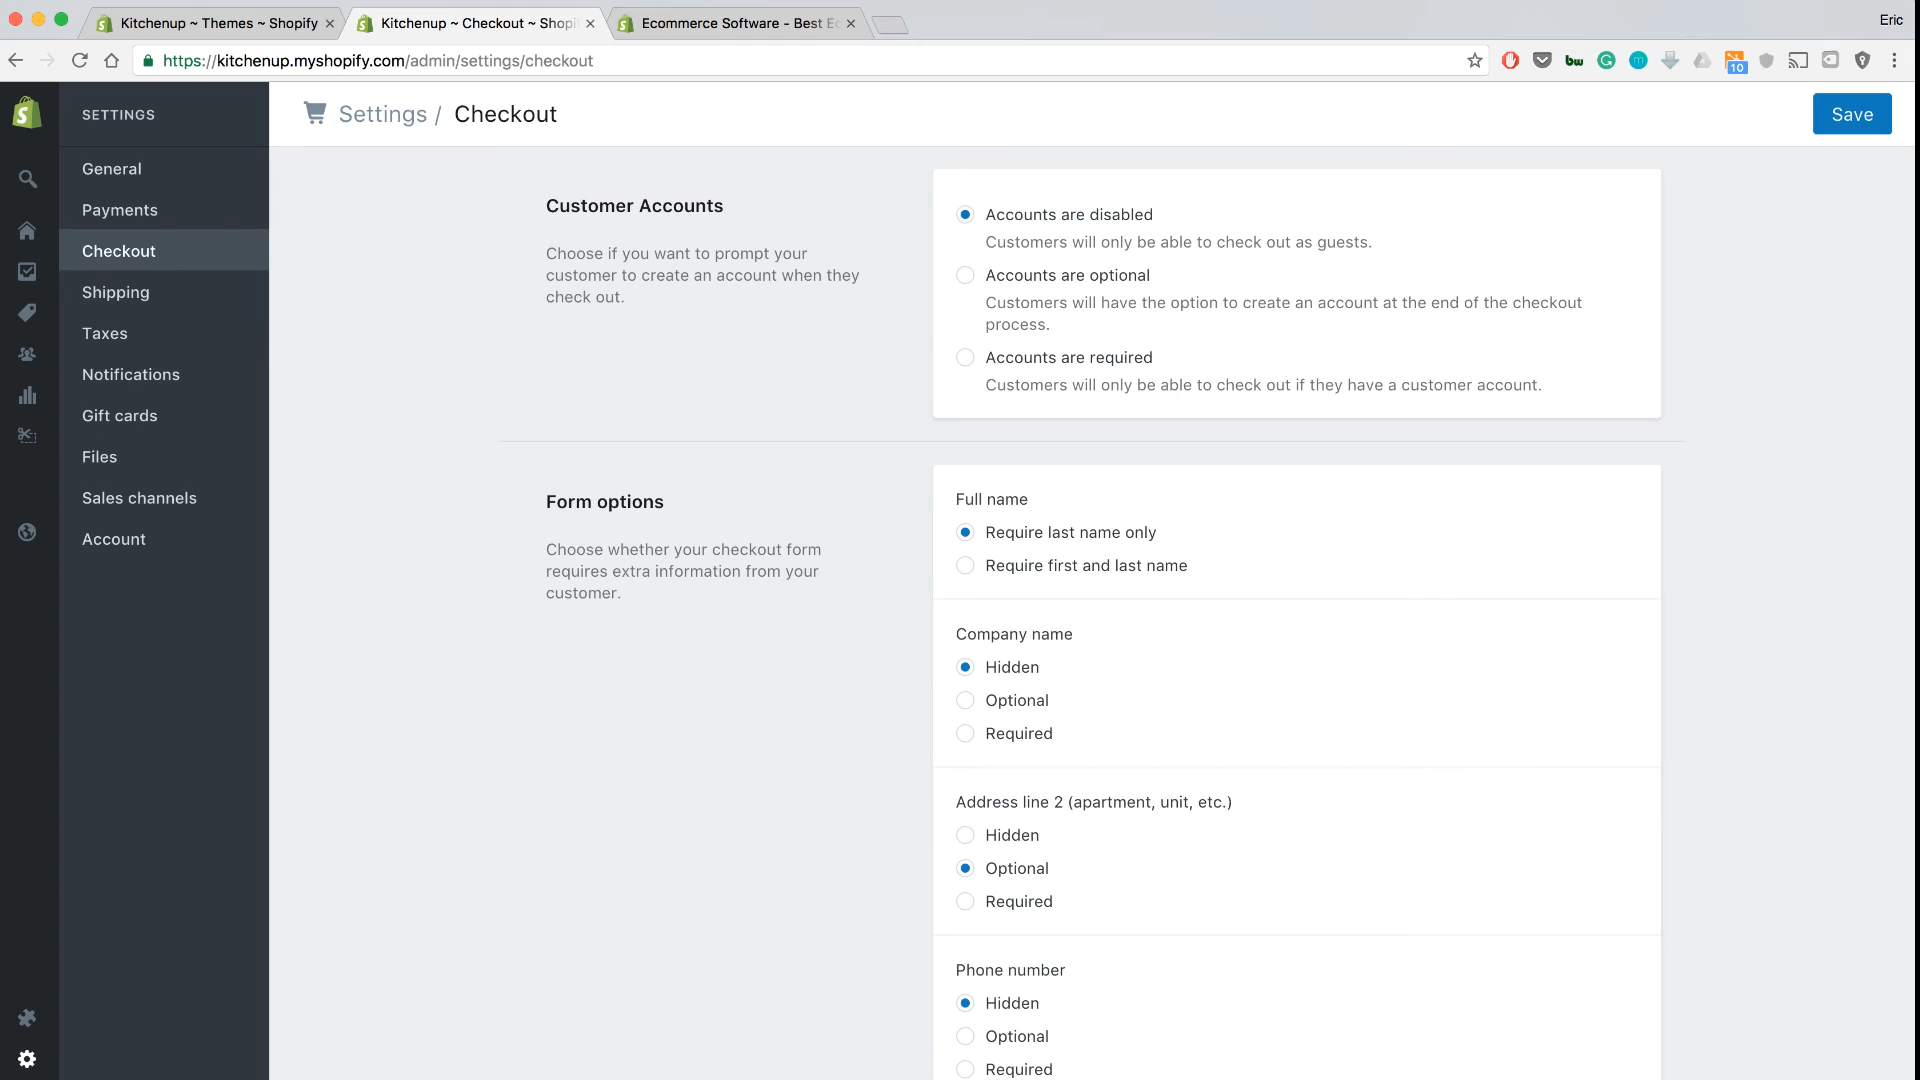 Kitchenup ~ Themes ~ Shopify
Kitchenup ~ Checkout ~ Shopi
Ecommerce Software - Best E
Eric
https://kitchenup.myshopify.com/admin/settings/checkout
bw
10
SETTINGS
General
Payments
Checkout
Shipping
Taxes
Notifications
Gift cards
Files
Sales channels
Account
Settings / Checkout
Save
Customer Accounts
Choose if you want to prompt your
customer to create an account when they
check out.
Accounts are disabled
Customers will only be able to check out as guests.
Accounts are optional
Customers will have the option to create an account at the end of the checkout
process.
Accounts are required
Customers will only be able to check out if they have a customer account.
Form options
Choose whether your checkout form
requires extra information from your
customer.
Full name
Require last name only
Require first and last name
Company name
Hidden
Optional
Required
Address line 2 (apartment, unit, etc.)
Hidden
Optional
Required
Phone number
Hidden
Optional
Required